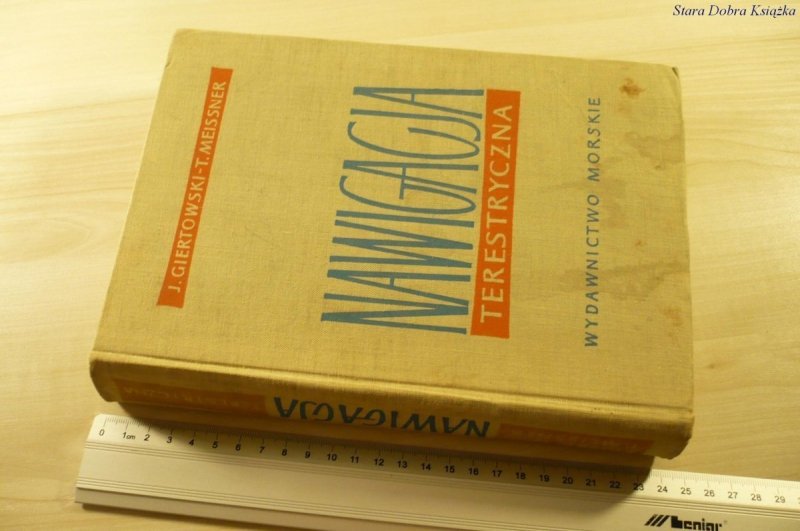 Stara Dobra Książka
J. GIERTOWSKI-T. MEISSNER
NAWIGACJA
TERESTRYCZNA
WYDAWNICTWO MORSKIE
NAWIGACJA
0 1cm 2 3 4 5 6 7 8 9 10 11 12 13 14 15 16 17 18 19 20 21 22 23 24 25 26 27 28 29
Leniar